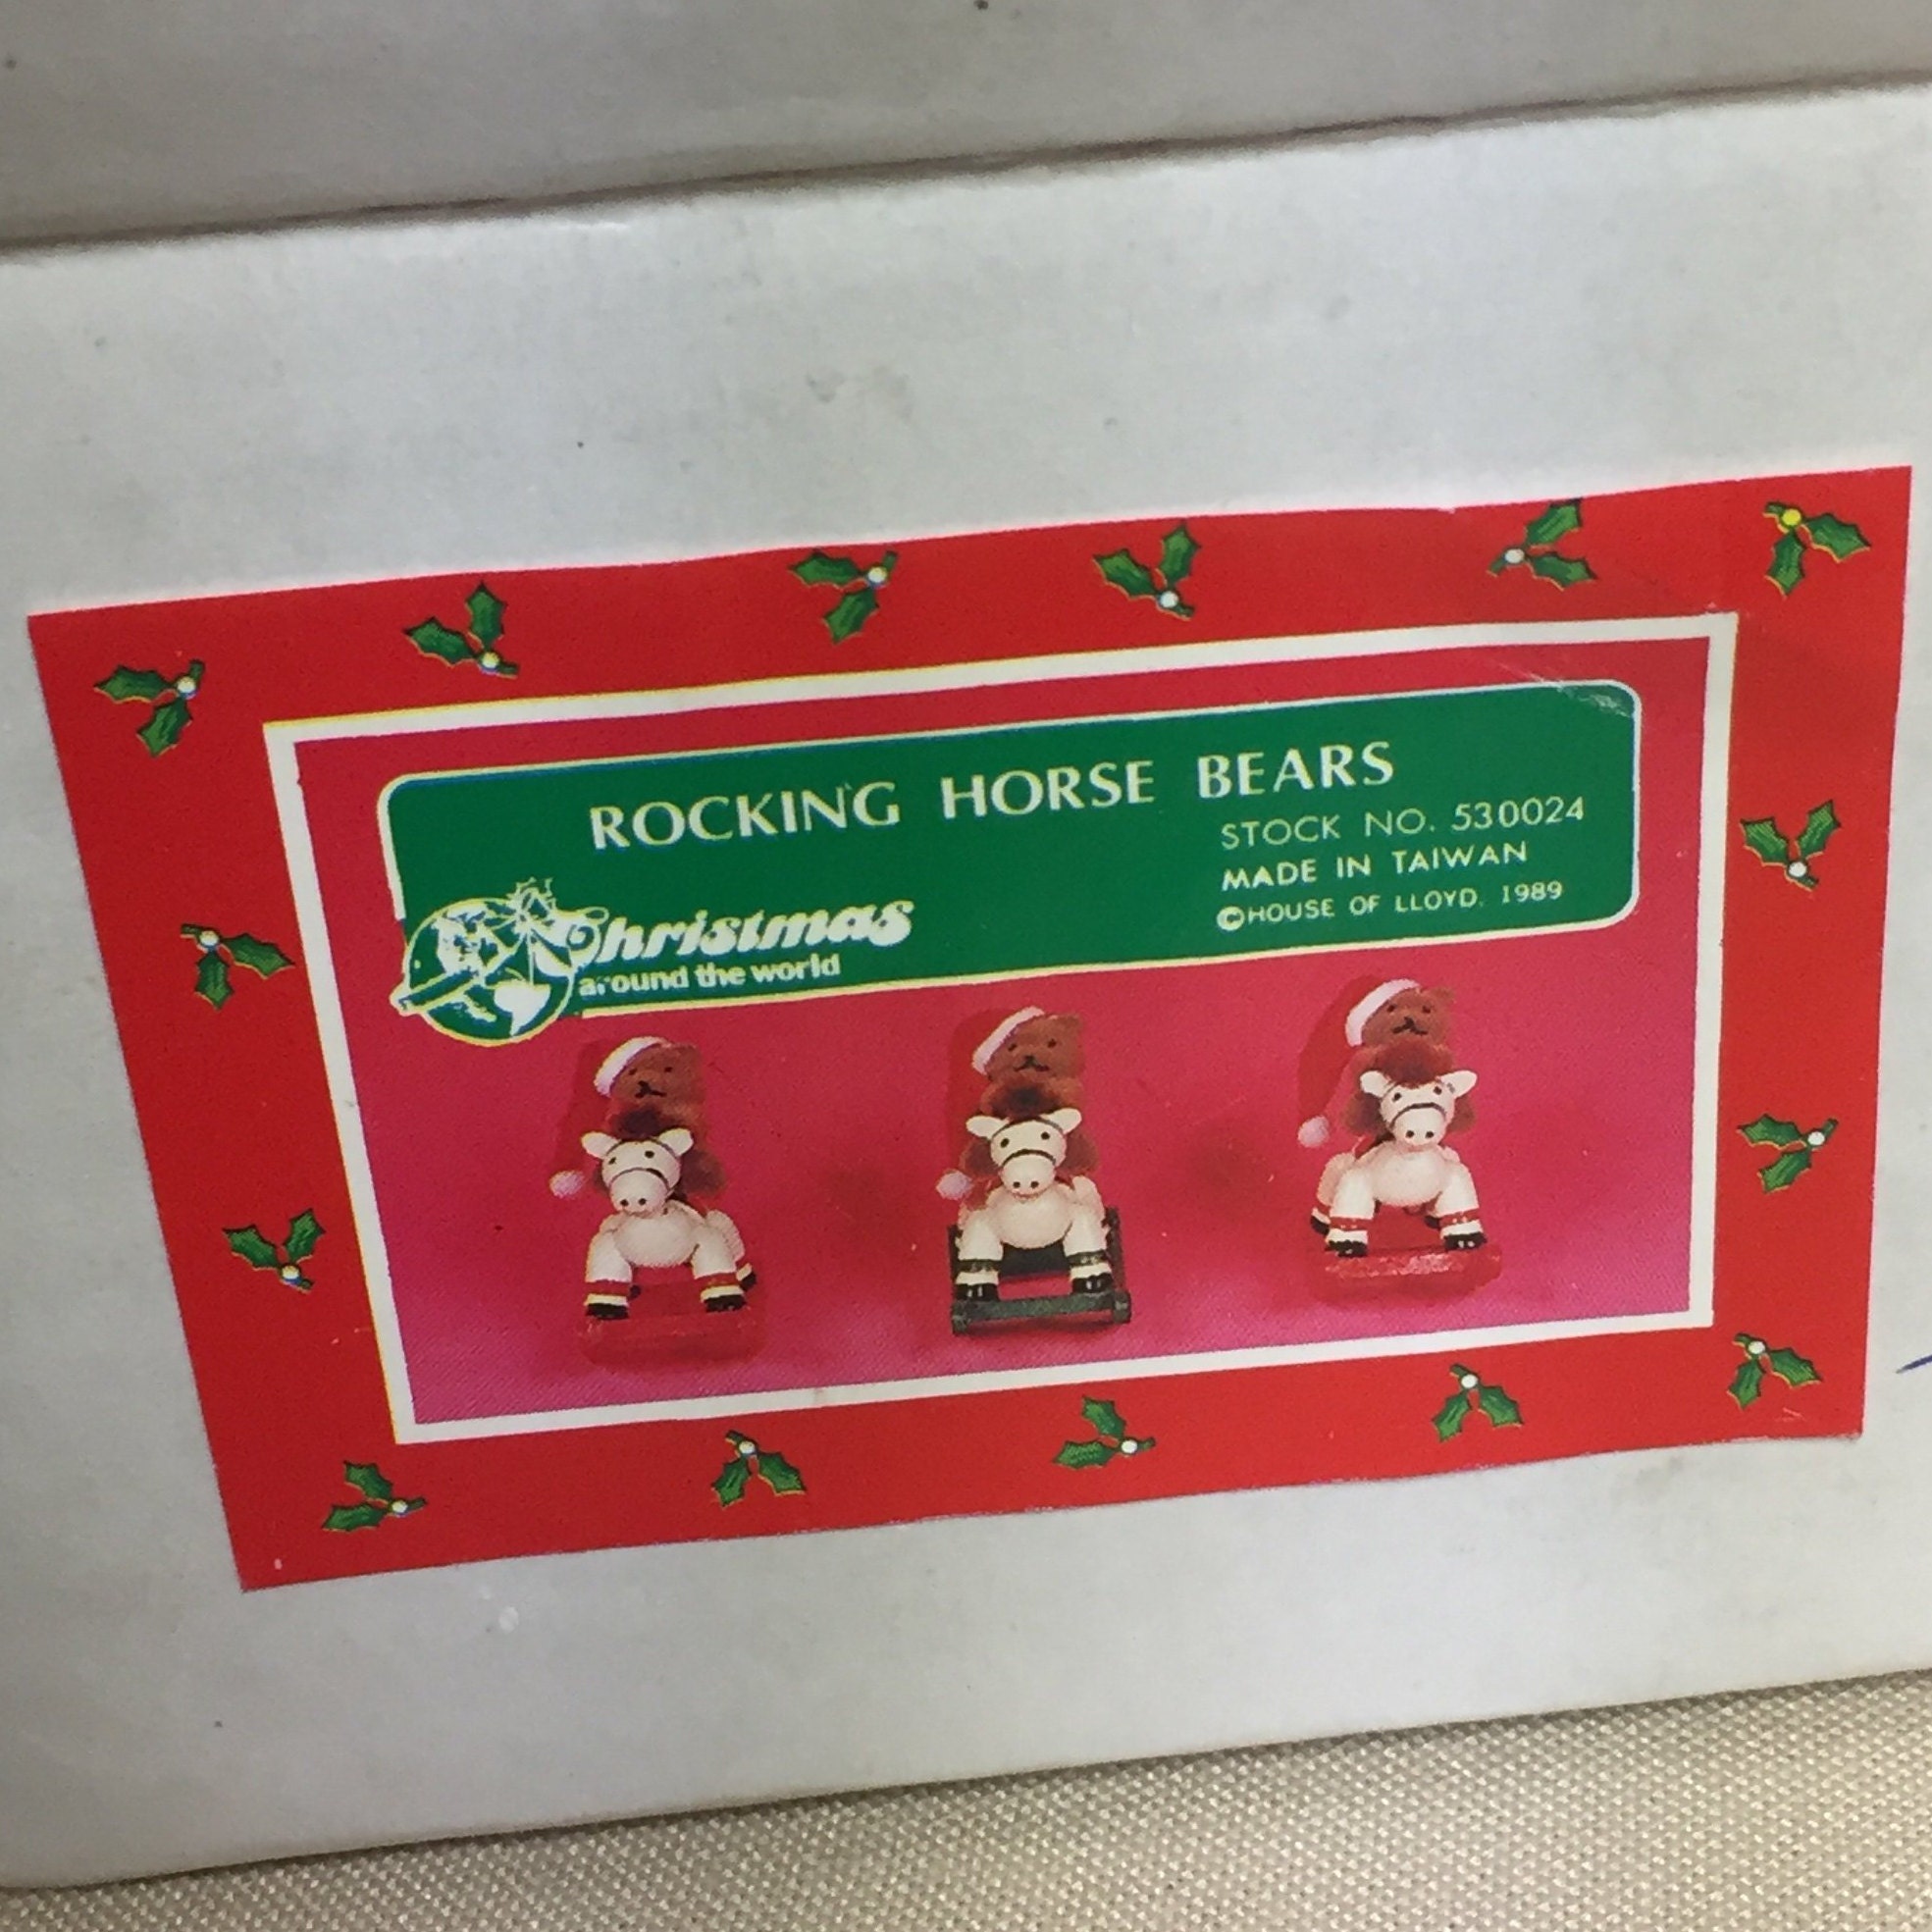 ROCKING HORSE BEARS
STOCK NO. 530024
MADE IN TAIWAN
©HOUSE OF LLOYD. 1989
Christmas
around the world